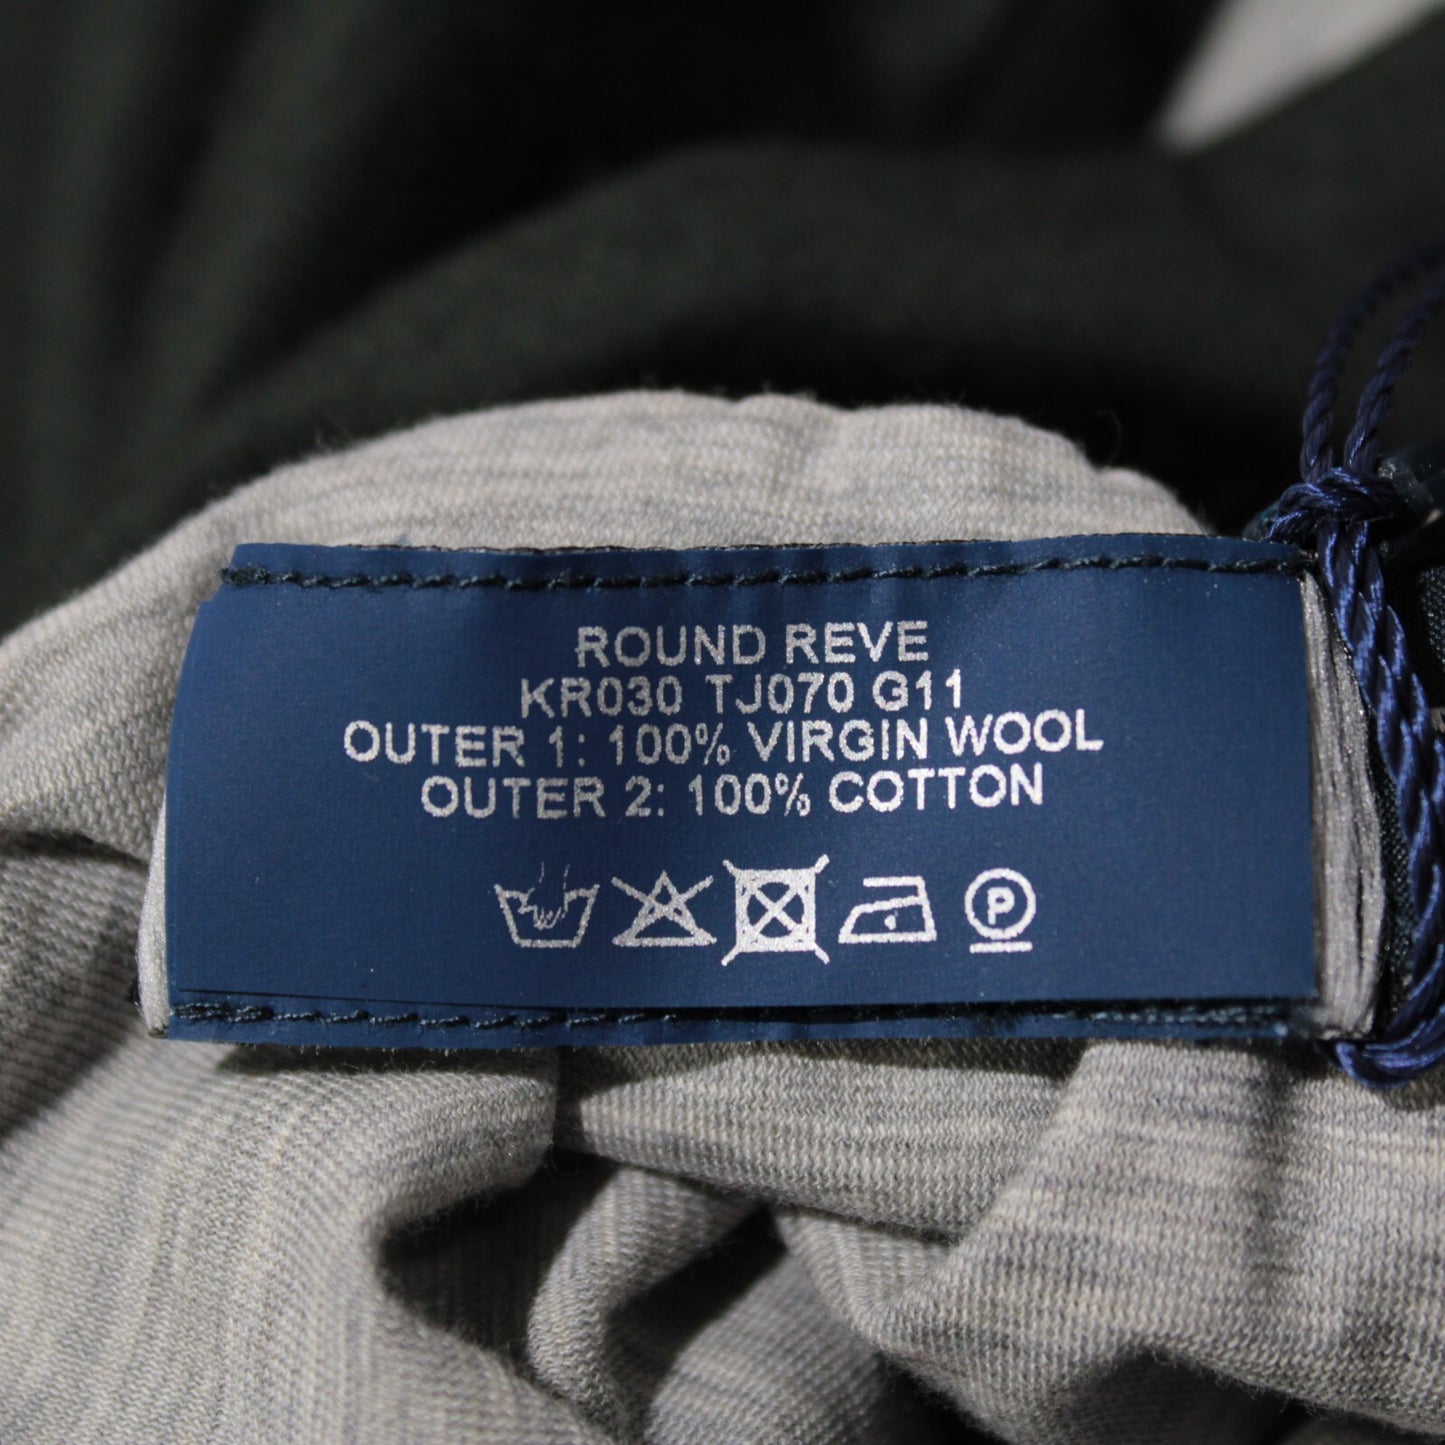 ROUND REVE
KR030 TJ070 G11
OUTER 1: 100% VIRGIN WOOL
OUTER 2: 100% COTTON
P